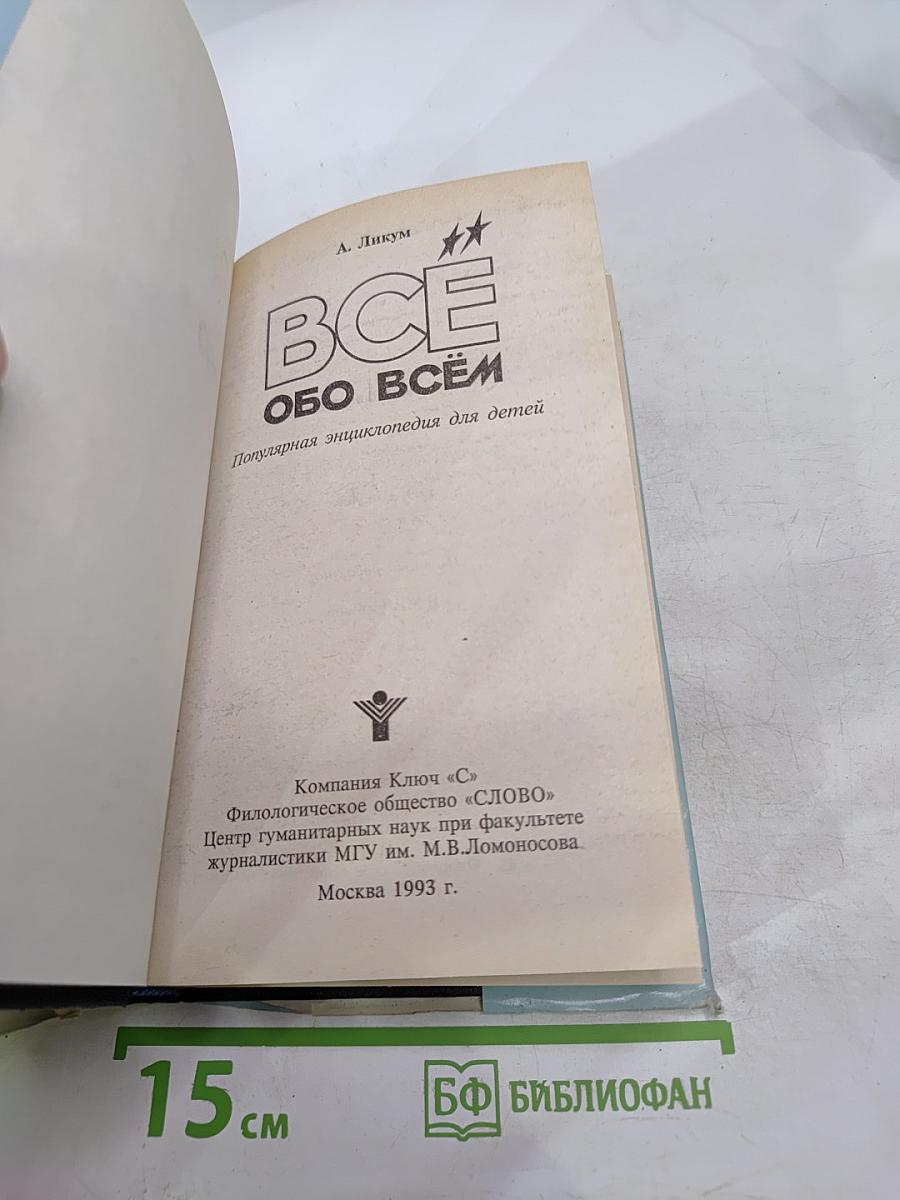 А. Ликум
ВСЁ
ОБО ВСЁМ
Популярная энциклопедия для детей
Компания Ключ «С»
Филологическое общество «СЛОВО»
Центр гуманитарных наук при факультете
журналистики МГУ им. М.В.Ломоносова
Москва 1993 г.
15 см
БФ БИБЛИОФАН